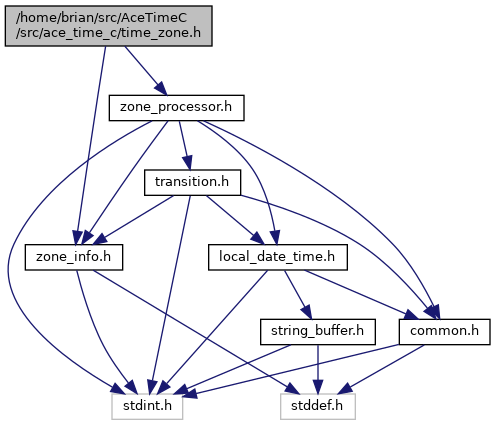 /home/brian/src/AceTimeC
/src/ace_time_c/time_zone.h
zone_processor.h
transition.h
zone_info.h
local_date_time.h
string_buffer.h
common.h
stdint.h
stddef.h